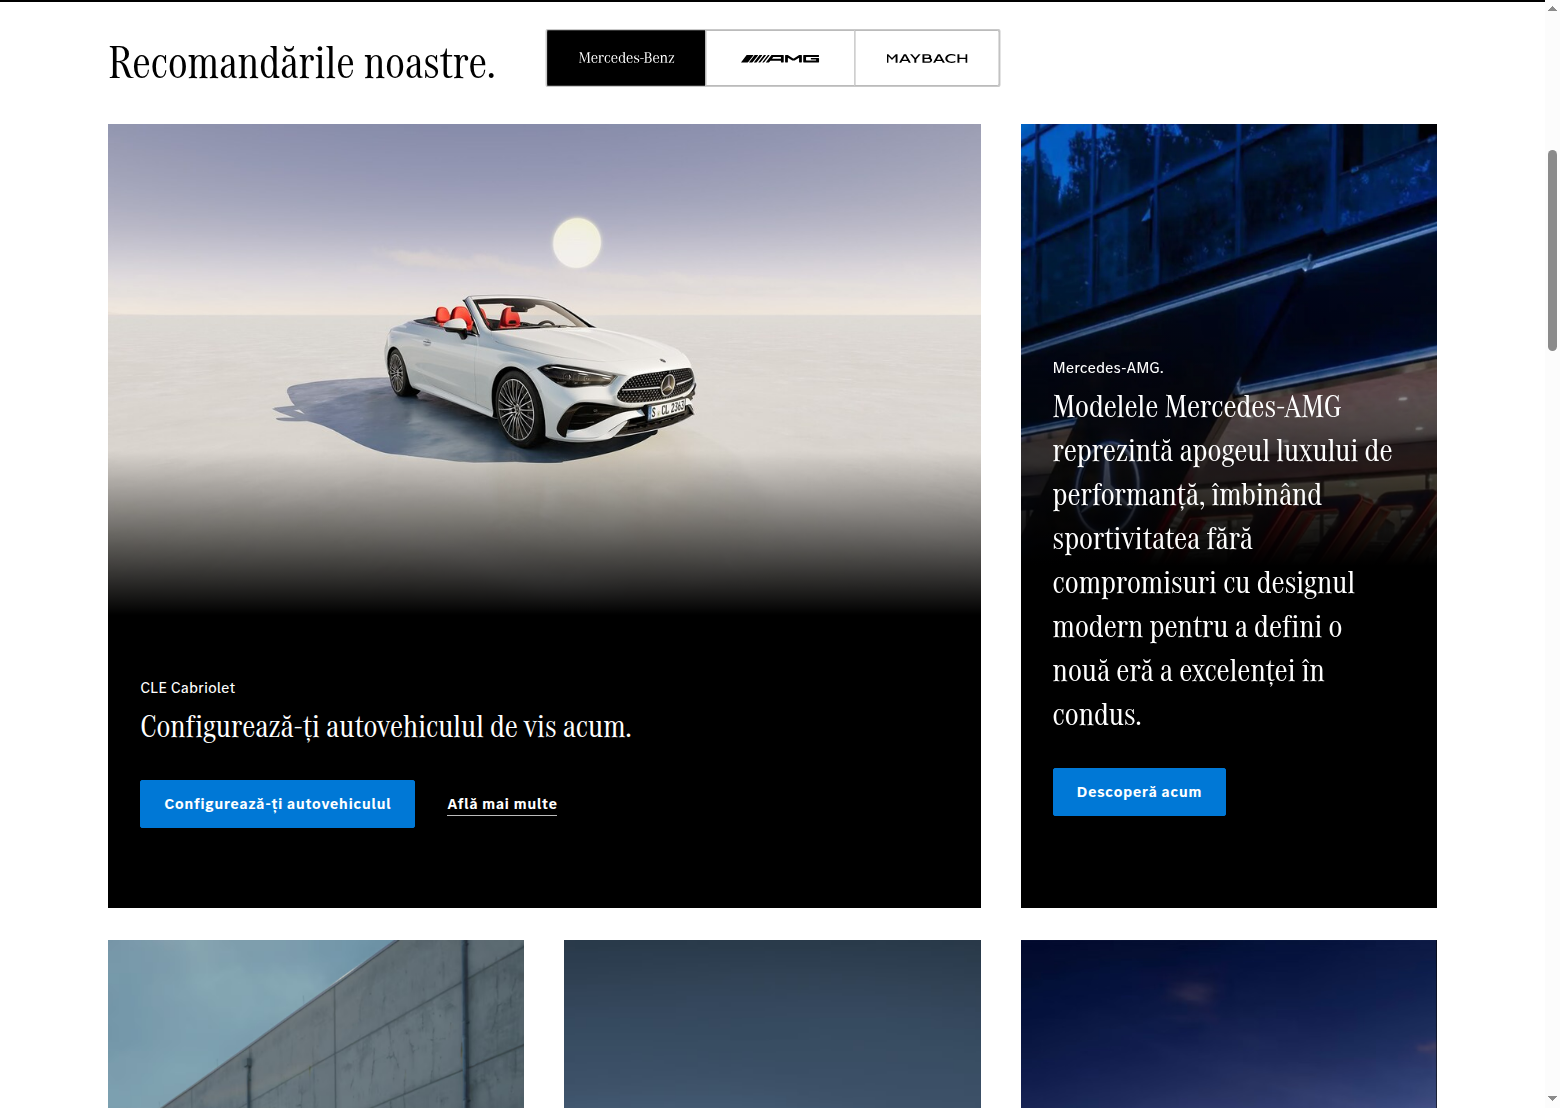 Recomandările noastre.
Mercedes-Benz
AMG
MAYBACH
S CL 2363
CLE Cabriolet
Configurează-ți autovehiculul de vis acum.
Configurează-ți autovehiculul
Află mai multe
Mercedes-AMG.
Modelele Mercedes-AMG
reprezintă apogeul luxului de
performanță, îmbinând
sportivitatea fără
compromisuri cu designul
modern pentru a defini o
nouă eră a excelenței în
condus.
Descoperă acum